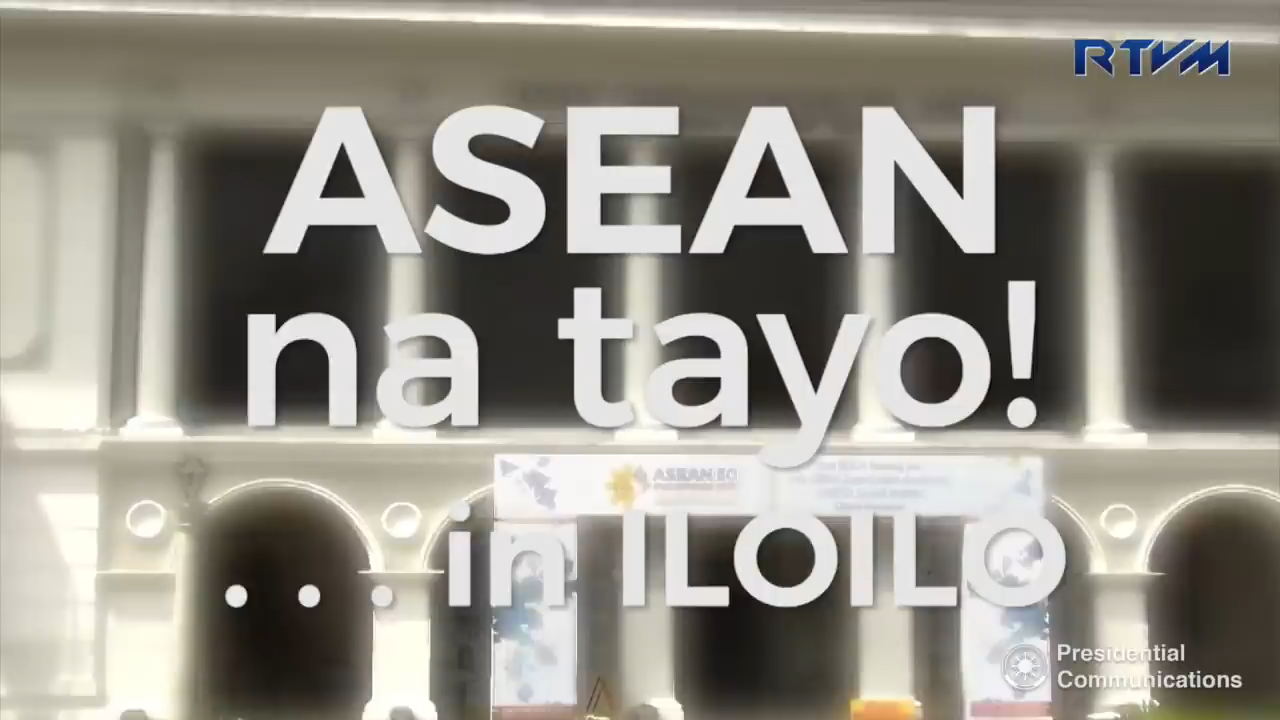 RTVM
ASEAN
na tayo!
... in ILOILO
ASEAN
Presidential
Communications